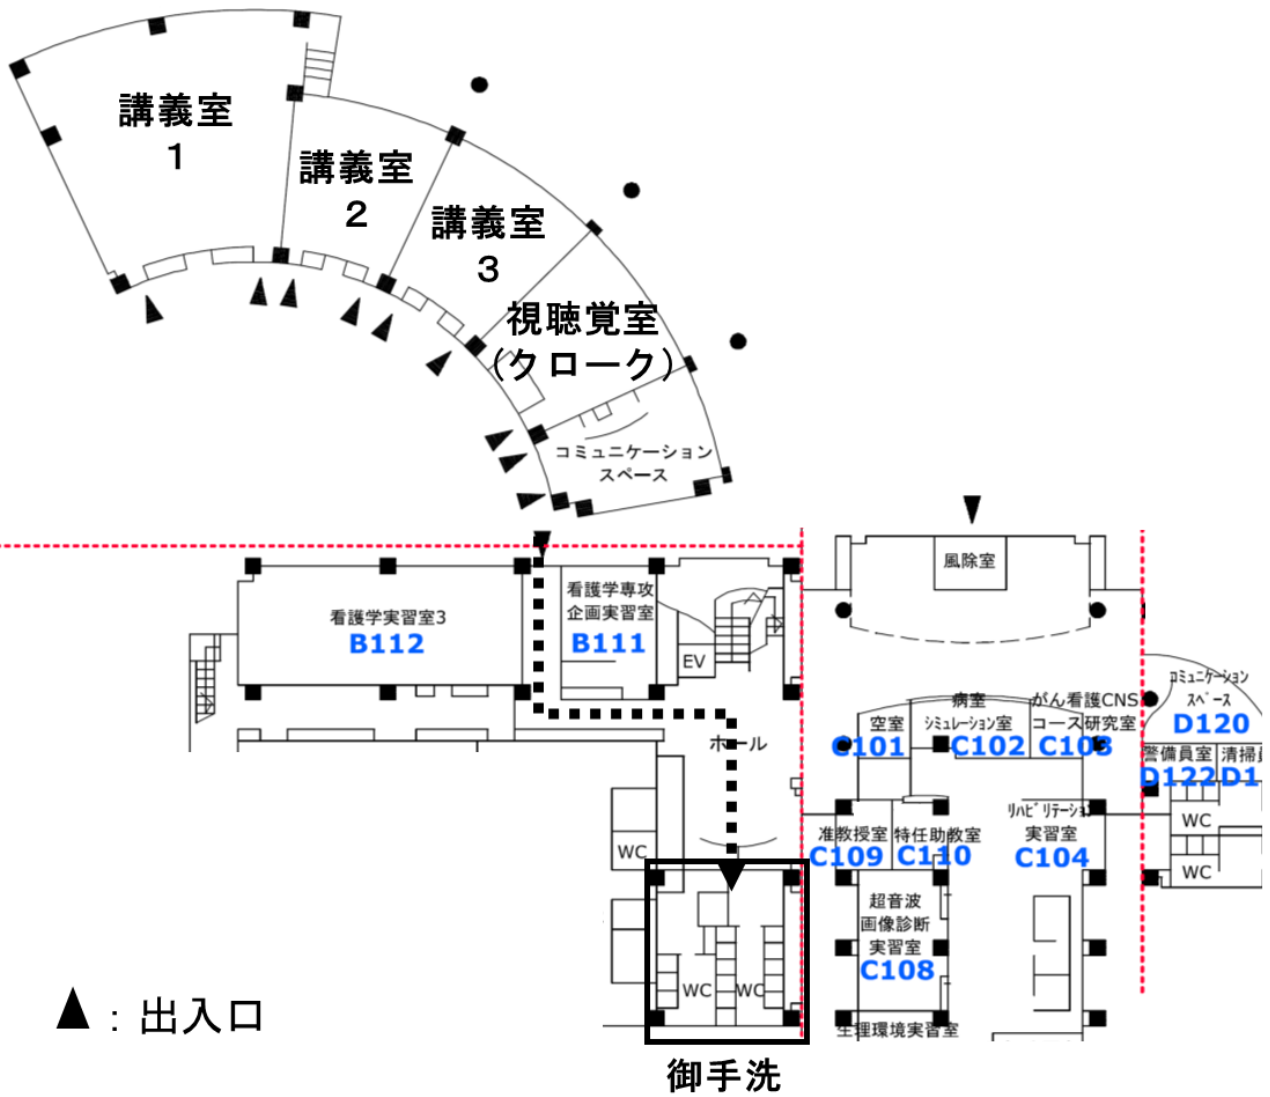 講義室
1
講義室
2
講義室
3
視聴覚室
(クローク)
コミュニケーション
スペース
風除室
看護学実習室3
B112
看護学専攻
企画実習室
B111
EV
ホール
空室
C101
病室
シミュレーション室
C102
がん看護CNS
コース研究室
C103
コミュニケーション
スペース
D120
警備員室
D122
清掃員
D1
WC
WC
准教授室
C109
特任助教室
C110
リハビリテーション
実習室
C104
超音波
画像診断
実習室
C108
生理環境実習室
WC
WC
WC
▲ : 出入口
御手洗